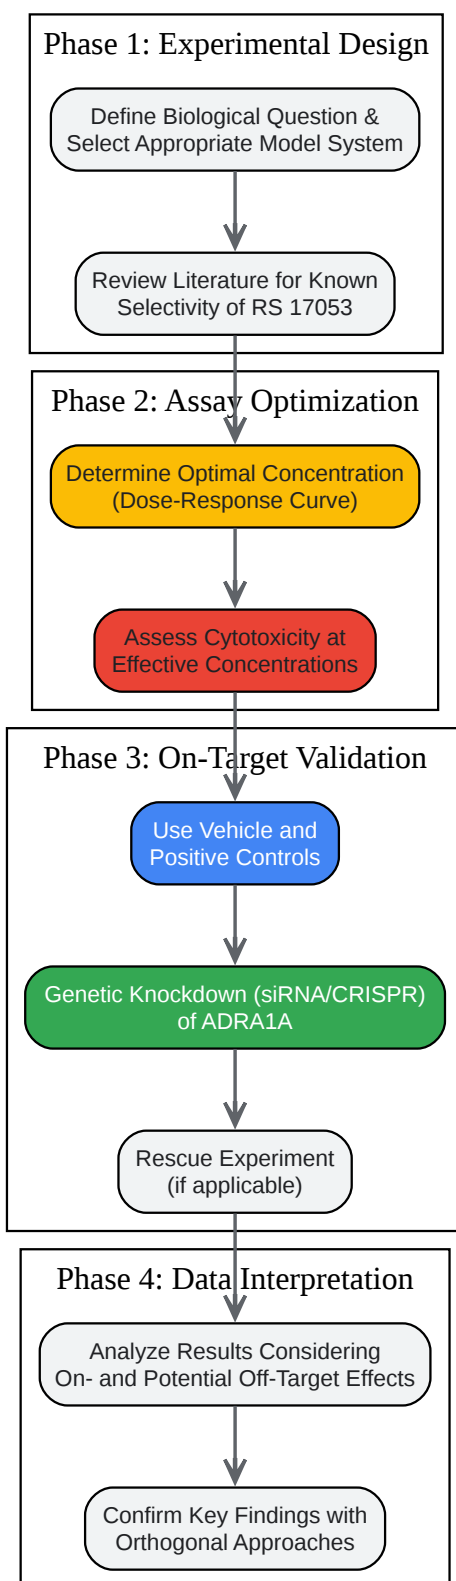 Phase 1: Experimental Design
Define Biological Question &
Select Appropriate Model System
Review Literature for Known
Selectivity of RS 17053
Phase 2: Assay Optimization
Determine Optimal Concentration
(Dose-Response Curve)
Assess Cytotoxicity at
Effective Concentrations
Phase 3: On-Target Validation
Use Vehicle and
Positive Controls
Genetic Knockdown (siRNA/CRISPR)
of ADRA1A
Rescue Experiment
(if applicable)
Phase 4: Data Interpretation
Analyze Results Considering
On- and Potential Off-Target Effects
Confirm Key Findings with
Orthogonal Approaches